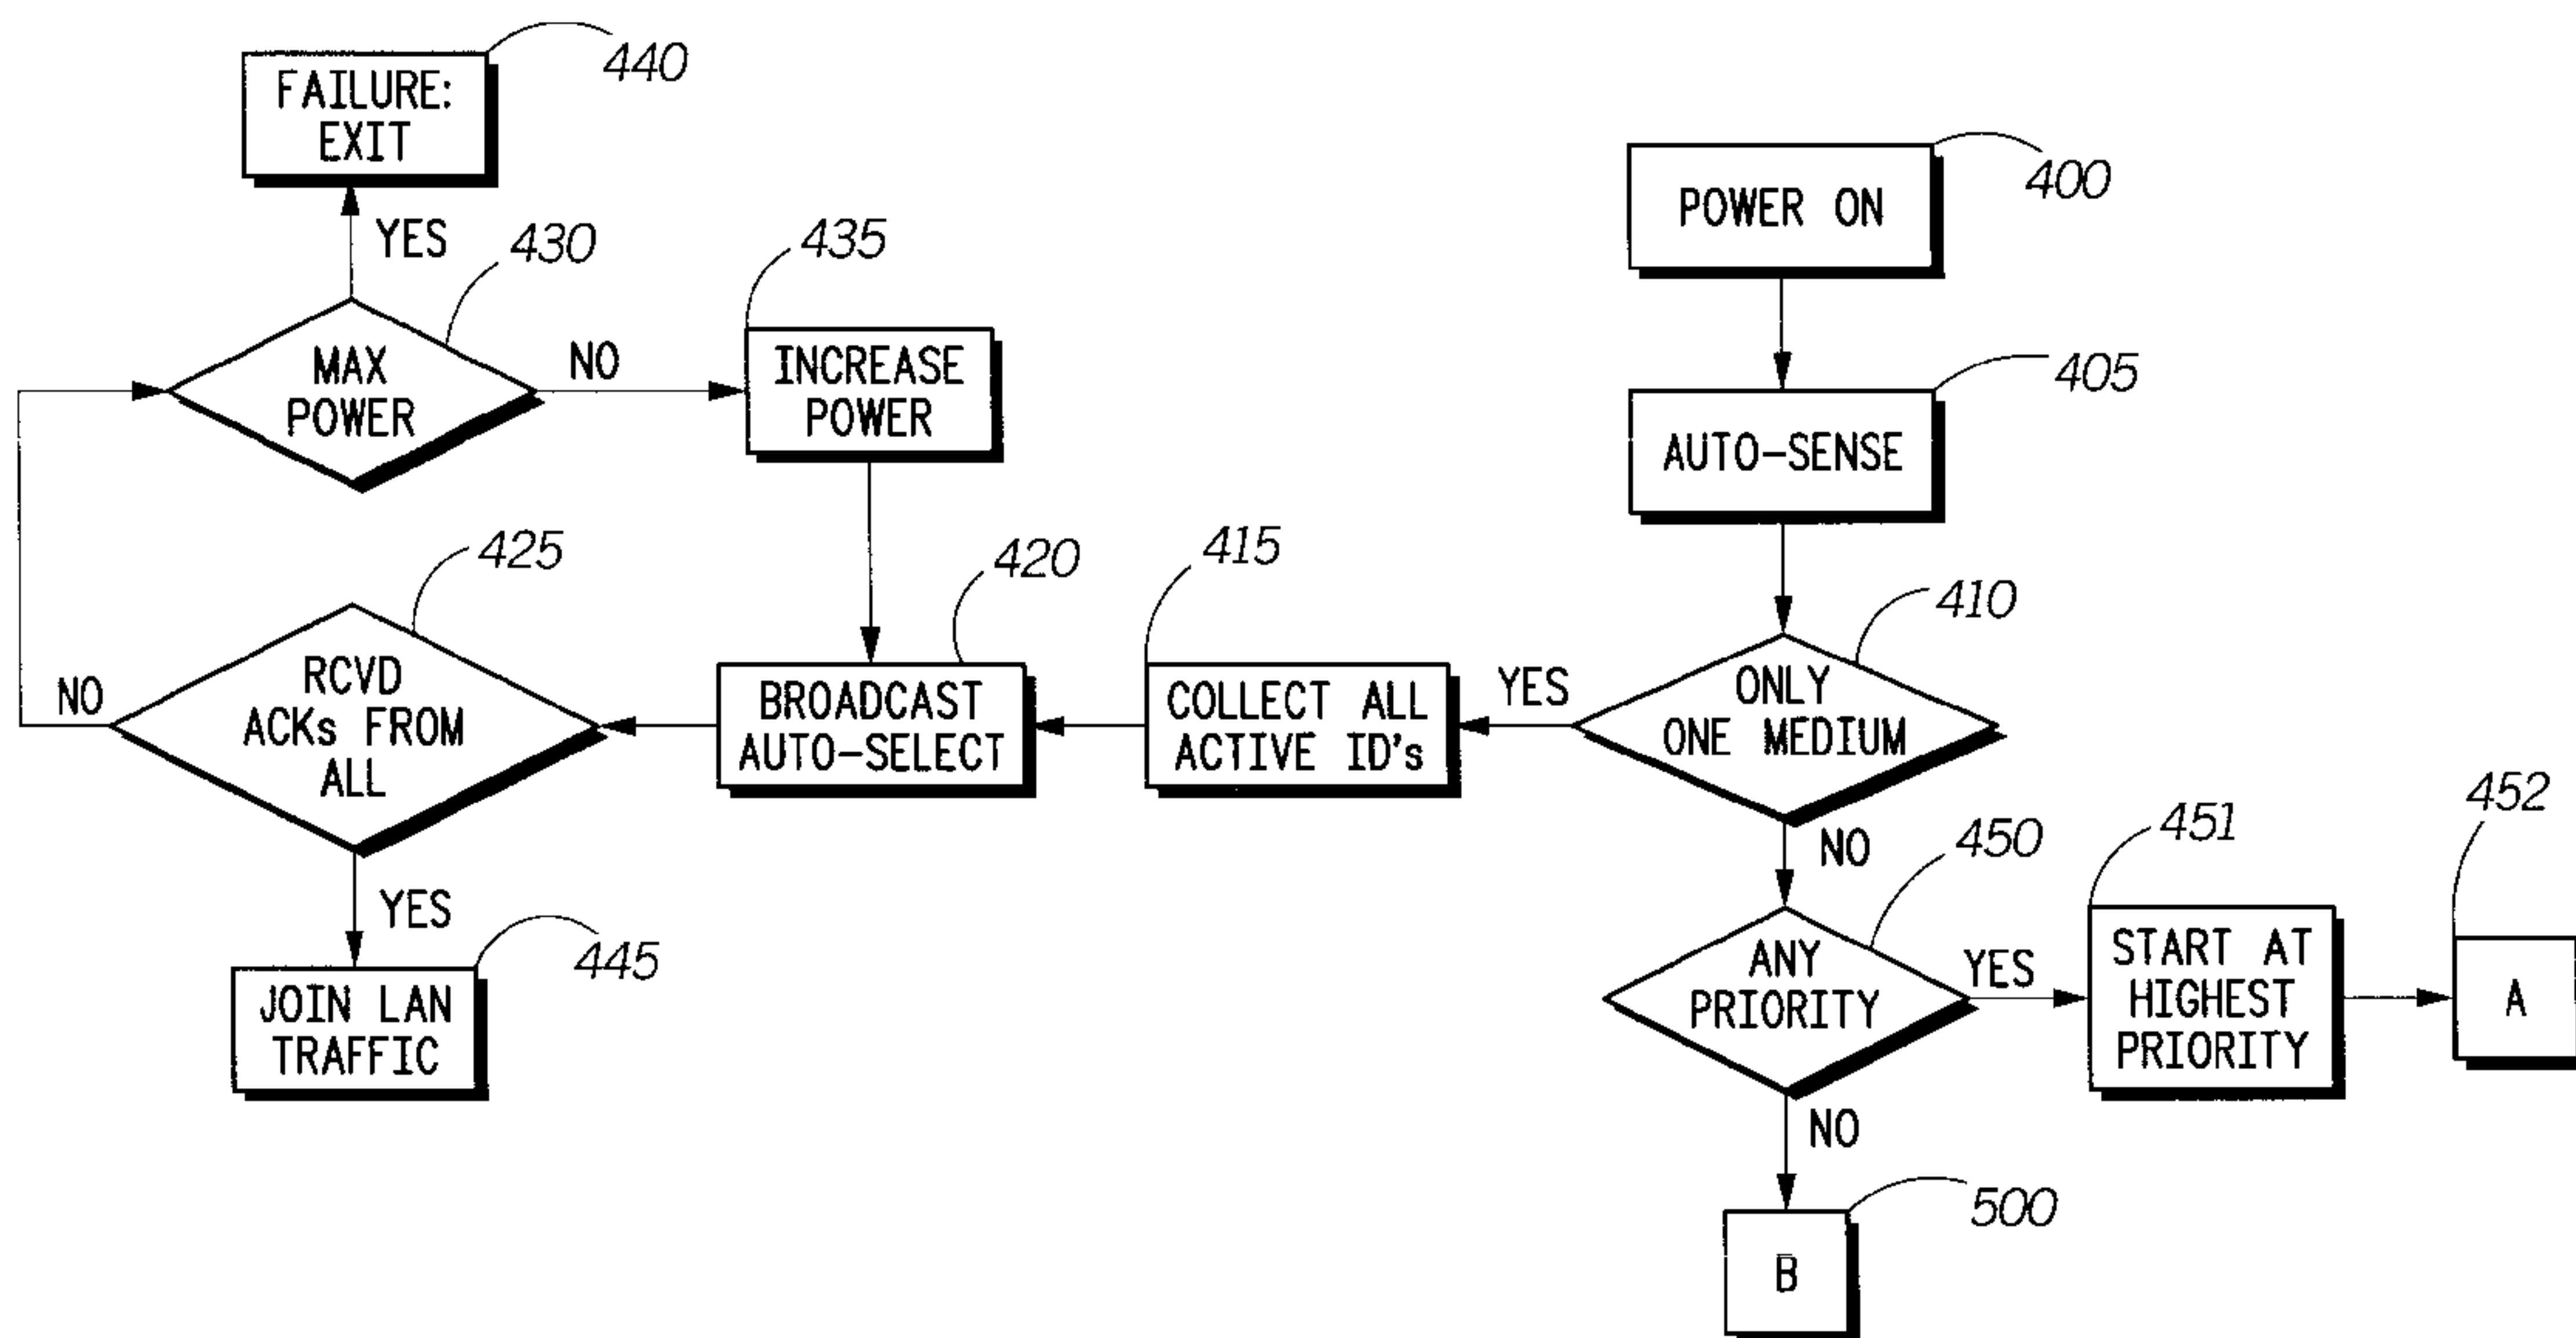 FAILURE:
EXIT
440
YES
430
MAX
POWER
NO
435
INCREASE
POWER
425
RCVD
ACKs FROM
ALL
NO
YES
445
JOIN LAN
TRAFFIC
420
BROADCAST
AUTO-SELECT
415
COLLECT ALL
ACTIVE ID's
YES
400
POWER ON
405
AUTO-SENSE
410
ONLY
ONE MEDIUM
NO
450
ANY
PRIORITY
YES
451
START AT
HIGHEST
PRIORITY
452
A
NO
500
B